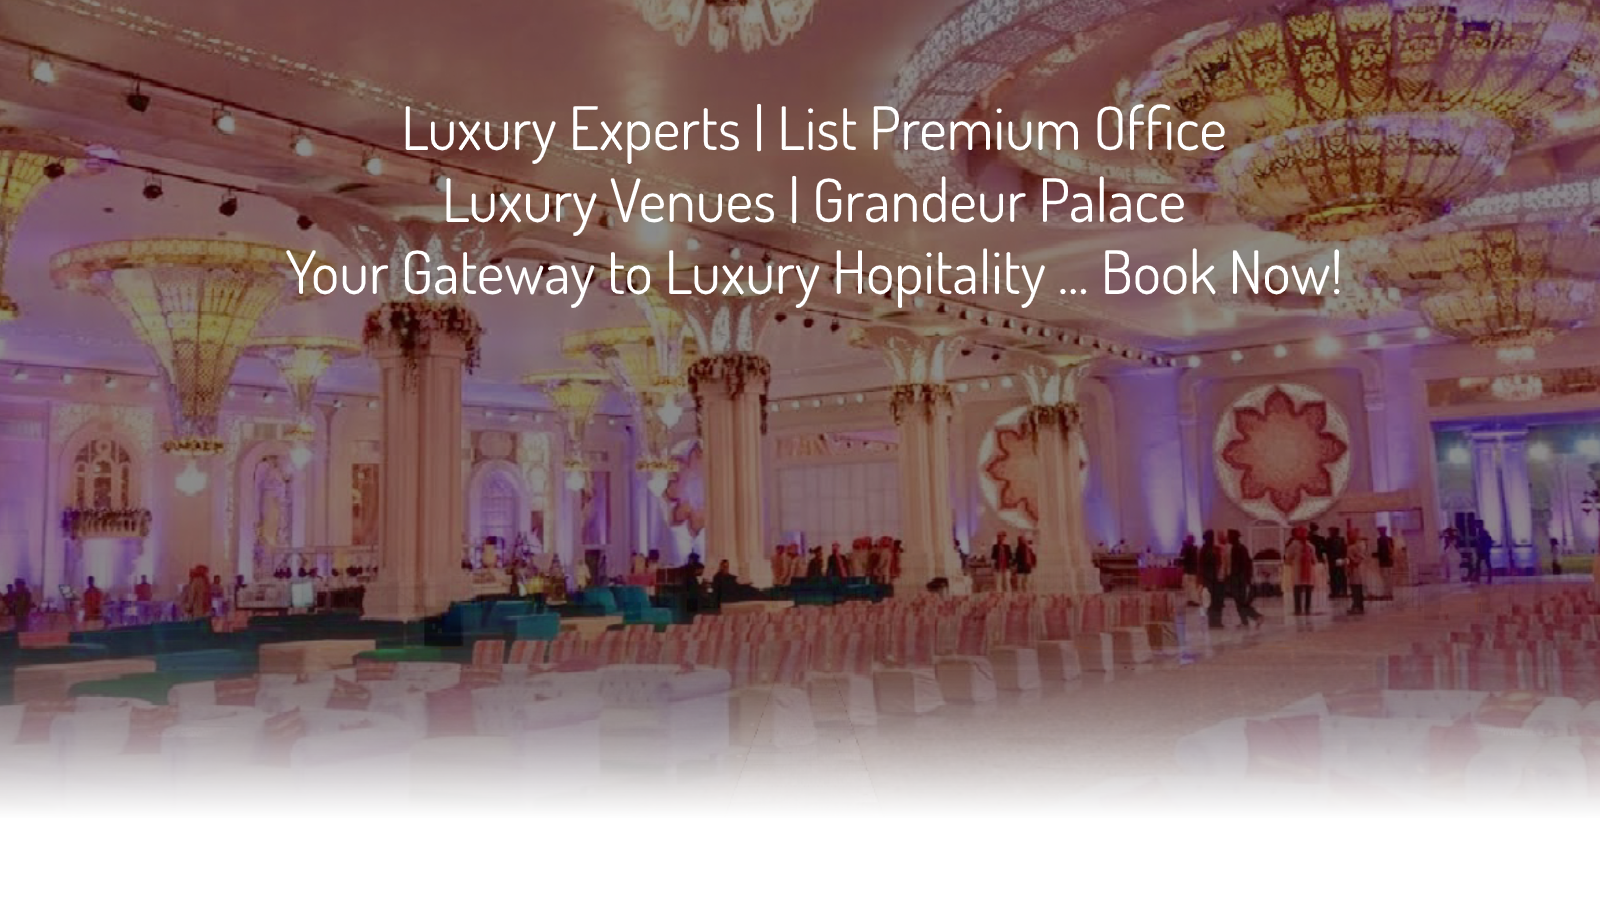 Luxury Experts | List Premium Office
Luxury Venues | Grandeur Palace
Your Gateway to Luxury Hopitality ... Book Now!